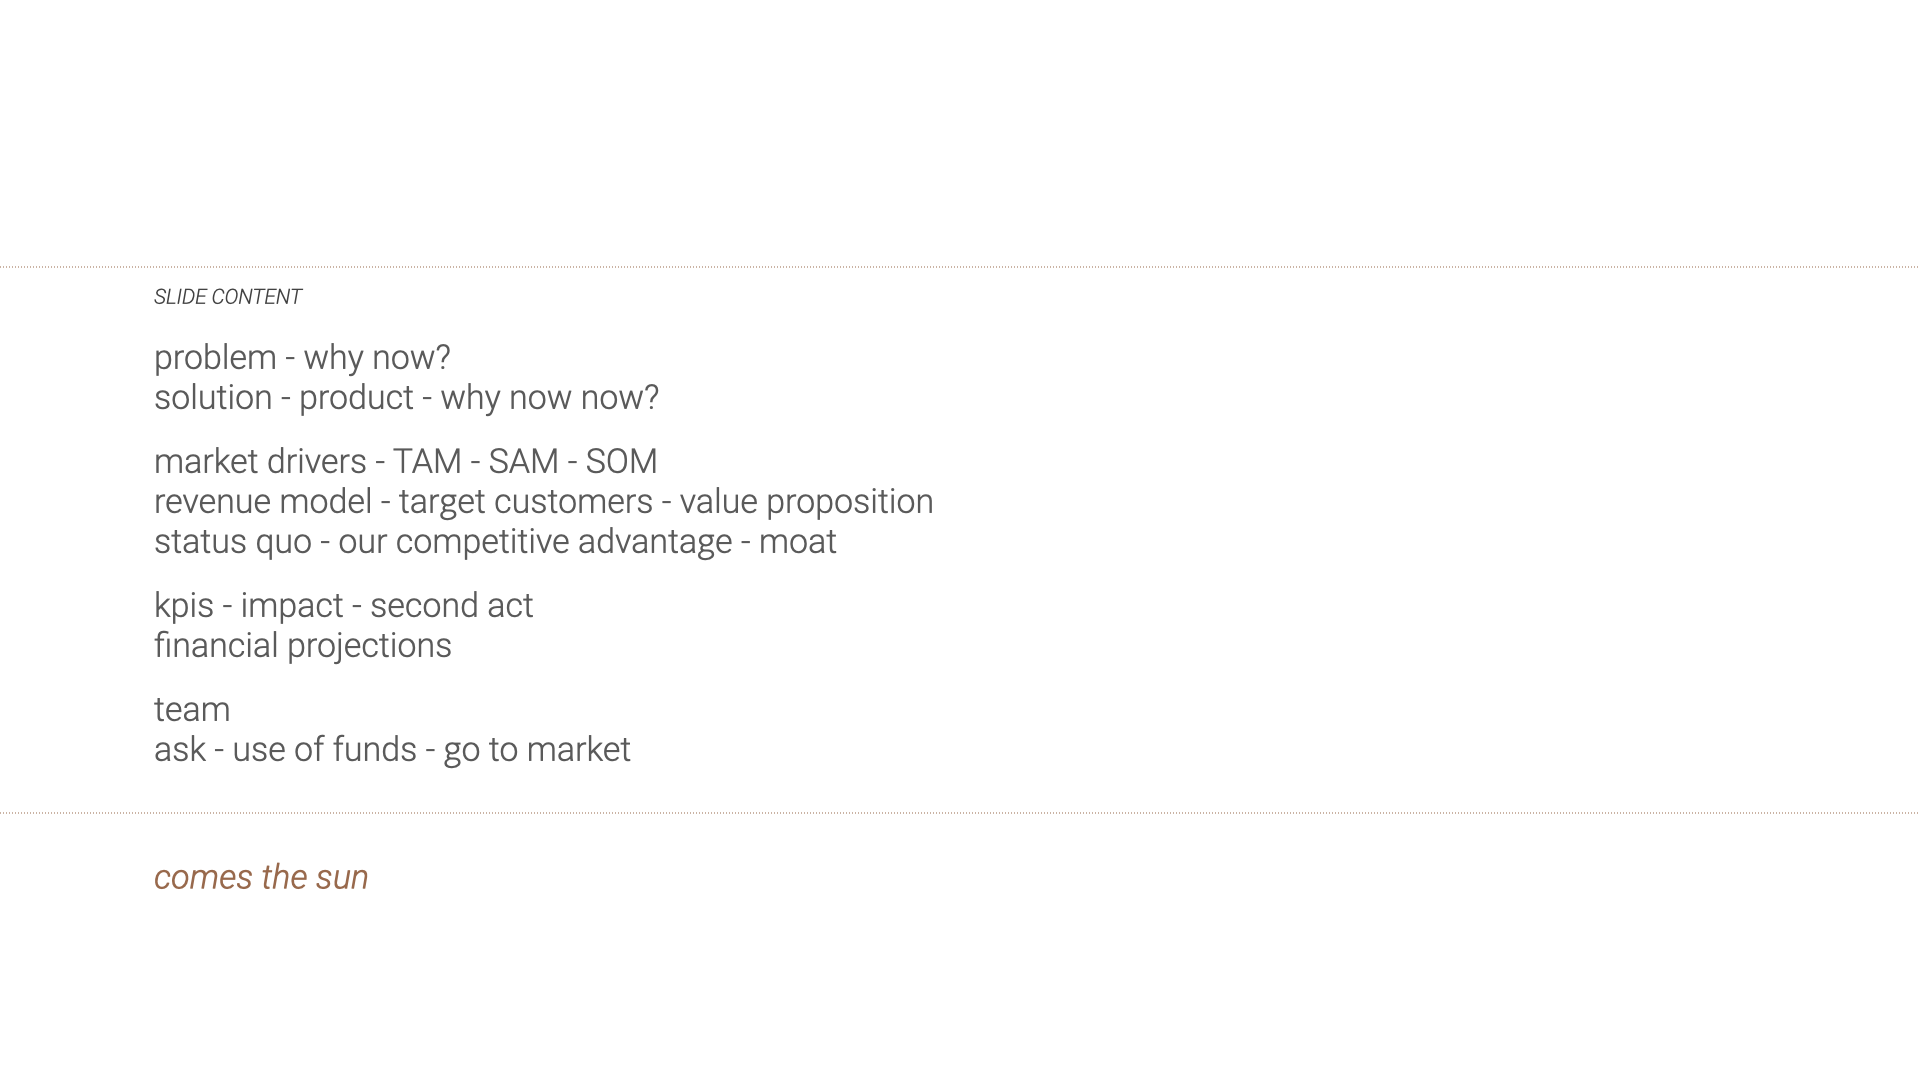 SLIDE CONTENT
problem - why now?
solution - product - why now now?
market drivers - TAM - SAM - SOM
revenue model - target customers - value proposition
status quo - our competitive advantage - moat
kpis - impact - second act
financial projections
team
ask - use of funds - go to market
comes the sun